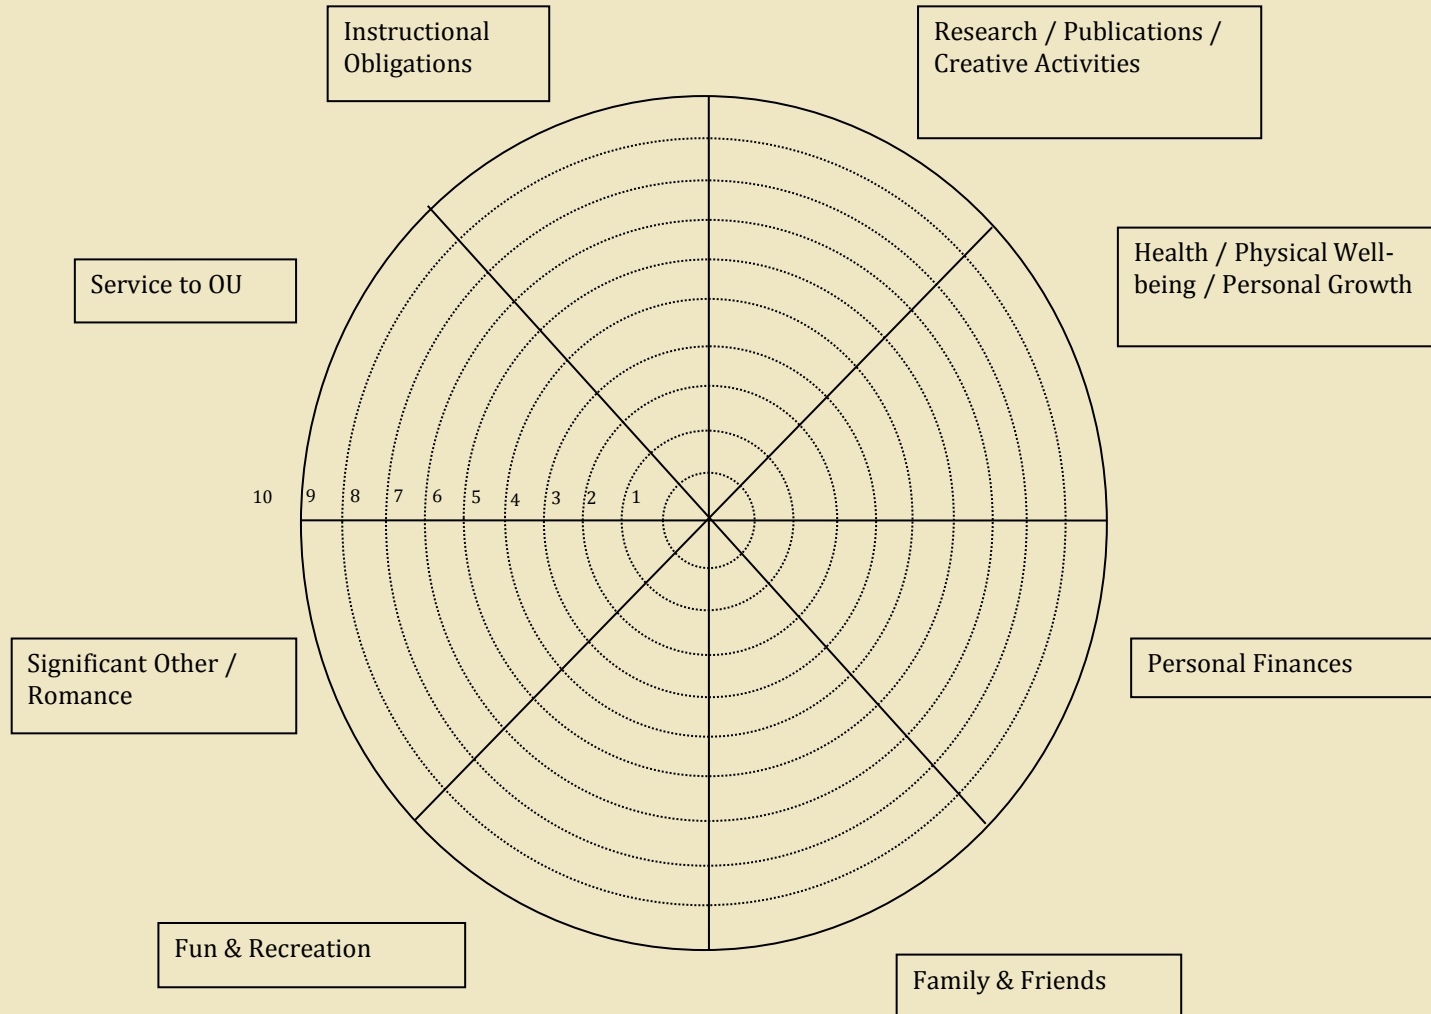 Instructional
Obligations
Research / Publications /
Creative Activities
Health / Physical Well-
being / Personal Growth
Service to OU
10 9 8 7 6 5 4 3 2 1
Significant Other /
Romance
Personal Finances
Fun & Recreation
Family & Friends